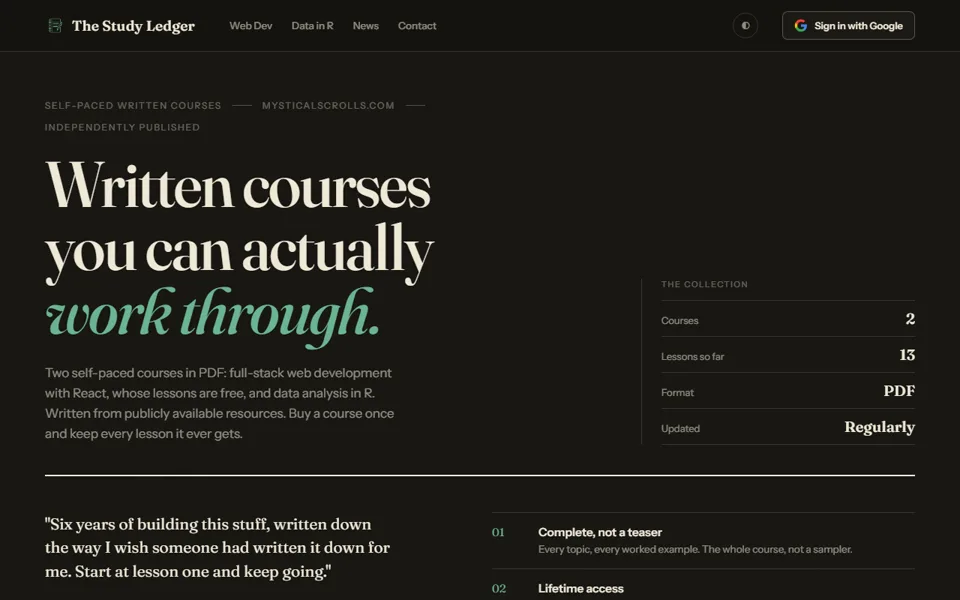 The Study Ledger
Web Dev
Data in R
News
Contact
Sign in with Google
SELF-PACED WRITTEN COURSES
MYSTICALSCROLLS.COM
INDEPENDENTLY PUBLISHED
Written courses
you can actually
work through.
Two self-paced courses in PDF: full-stack web development
with React, whose lessons are free, and data analysis in R.
Written from publicly available resources. Buy a course once
and keep every lesson it ever gets.
THE COLLECTION
Courses 2
Lessons so far 13
Format PDF
Updated Regularly
"Six years of building this stuff, written down
the way I wish someone had written it down for
me. Start at lesson one and keep going."
01 Complete, not a teaser
Every topic, every worked example. The whole course, not a sampler.
02 Lifetime access